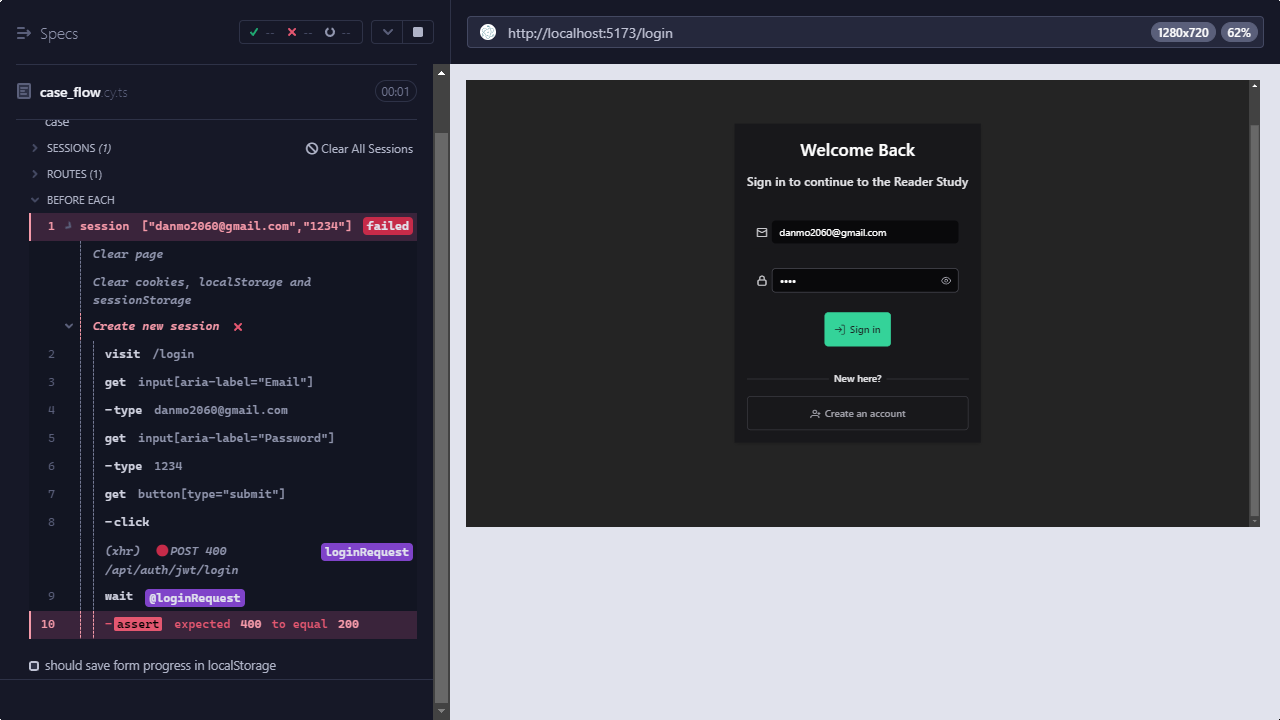 Specs
-- -- --
case_flow.cy.ts
00:01
case
SESSIONS (1)
Clear All Sessions
ROUTES (1)
BEFORE EACH
1 session ["danmo2060@gmail.com","1234"] failed
Clear page
Clear cookies, localStorage and
sessionStorage
Create new session
2 visit /login
3 get input[aria-label="Email"]
4 -type danmo2060@gmail.com
5 get input[aria-label="Password"]
6 -type 1234
7 get button[type="submit"]
8 -click
(xhr) POST 400 loginRequest
/api/auth/jwt/login
9 wait @loginRequest
10 -assert expected 400 to equal 200
should save form progress in localStorage
http://localhost:5173/login
1280x720
62%
Welcome Back
Sign in to continue to the Reader Study
danmo2060@gmail.com
••••
Sign in
New here?
Create an account